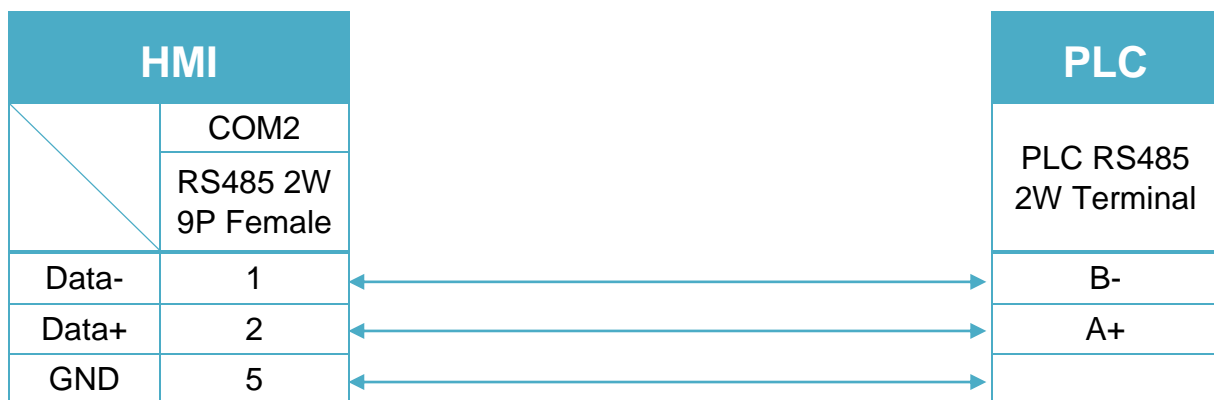 HMI
PLC
COM2
RS485 2W
9P Female
PLC RS485
2W Terminal
Data- 1 B-
Data+ 2 A+
GND 5